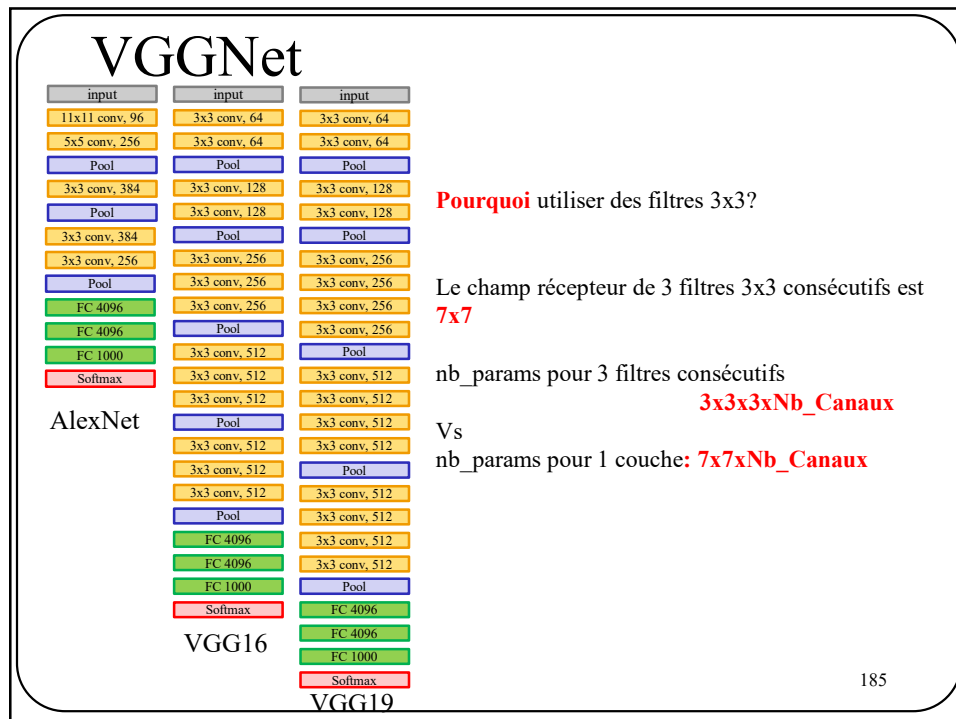 VGGNet
input
11x11 conv, 96
5x5 conv, 256
Pool
3x3 conv, 384
Pool
3x3 conv, 384
3x3 conv, 256
Pool
FC 4096
FC 4096
FC 1000
Softmax
AlexNet
input
3x3 conv, 64
3x3 conv, 64
Pool
3x3 conv, 128
3x3 conv, 128
Pool
3x3 conv, 256
3x3 conv, 256
3x3 conv, 256
Pool
3x3 conv, 512
3x3 conv, 512
3x3 conv, 512
Pool
3x3 conv, 512
3x3 conv, 512
3x3 conv, 512
Pool
FC 4096
FC 4096
FC 1000
Softmax
VGG16
input
3x3 conv, 64
3x3 conv, 64
Pool
3x3 conv, 128
3x3 conv, 128
Pool
3x3 conv, 256
3x3 conv, 256
3x3 conv, 256
3x3 conv, 256
Pool
3x3 conv, 512
3x3 conv, 512
3x3 conv, 512
3x3 conv, 512
Pool
3x3 conv, 512
3x3 conv, 512
3x3 conv, 512
3x3 conv, 512
Pool
FC 4096
FC 4096
FC 1000
Softmax
VGG19
Pourquoi utiliser des filtres 3x3?
Le champ récepteur de 3 filtres 3x3 consécutifs est
7x7
nb_params pour 3 filtres consécutifs
3x3x3xNb_Canaux
Vs
nb_params pour 1 couche: 7x7xNb_Canaux
185